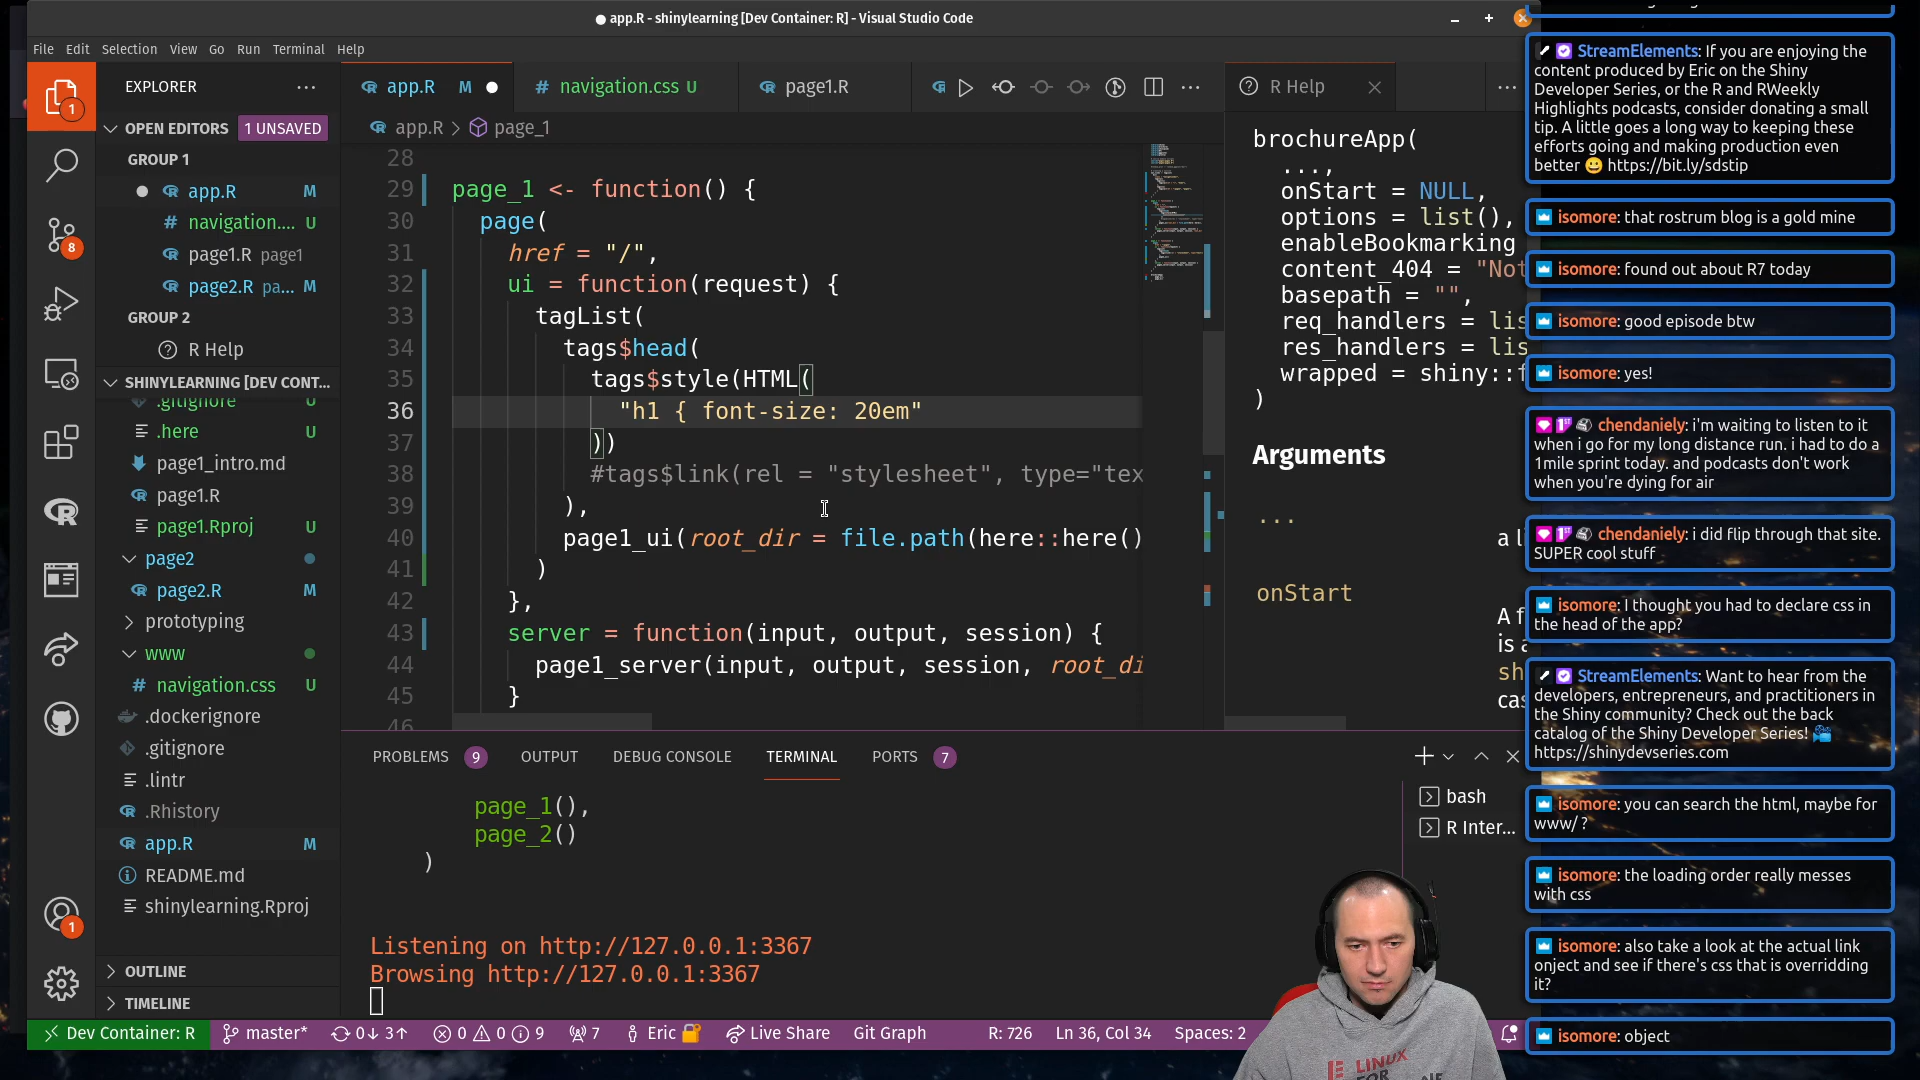 app.R - shinylearning [Dev Container: R] - Visual Studio Code
File Edit Selection View Go Run Terminal Help
EXPLORER
OPEN EDITORS 1 UNSAVED
GROUP 1
app.R M
navigation.... U
page1.R page1
page2.R pa... M
GROUP 2
R Help
SHINYLEARNING [DEV CONT...
.gitignore U
.here U
page1_intro.md
page1.R
page1.Rproj U
page2
page2.R M
prototyping
www
navigation.css U
.dockerignore
.gitignore
.lintr
.Rhistory
app.R M
README.md
shinylearning.Rproj
OUTLINE
TIMELINE
1
8
1
app.R M
navigation.css U
page1.R
app.R > page_1
28
29 page_1 <- function() {
30 page(
31 href = "/",
32 ui = function(request) {
33 tagList(
34 tags$head(
35 tags$style(HTML(
36 "h1 { font-size: 20em"
37 ))
38 #tags$link(rel = "stylesheet", type="tex
39 ),
40 page1_ui(root_dir = file.path(here::here()
41 )
42 },
43 server = function(input, output, session) {
44 page1_server(input, output, session, root_di
45 }
46
R Help
brochureApp(
...,
onStart = NULL,
options = list(),
enableBookmarking
content_404 = "Not
basepath = "",
req_handlers = lis
res_handlers = lis
wrapped = shiny::f
)
Arguments
...
a li
onStart
A f
is a
sh
cas
PROBLEMS 9 OUTPUT DEBUG CONSOLE TERMINAL PORTS 7
page_1(),
page_2()
)
Listening on http://127.0.0.1:3367
Browsing http://127.0.0.1:3367
bash
R Inter...
Dev Container: R master* 0↓ 3↑ 0 0 9 7 Eric Live Share Git Graph R: 726 Ln 36, Col 34 Spaces: 2
StreamElements: If you are enjoying the
content produced by Eric on the Shiny
Developer Series, or the R and RWeekly
Highlights podcasts, consider donating a small
tip. A little goes a long way to keeping these
efforts going and making production even
better 😀 https://bit.ly/sdstip
isomore: that rostrum blog is a gold mine
isomore: found out about R7 today
isomore: good episode btw
isomore: yes!
chendaniely: i'm waiting to listen to it
when i go for my long distance run. i had to do a
1mile sprint today. and podcasts don't work
when you're dying for air
chendaniely: i did flip through that site.
SUPER cool stuff
isomore: I thought you had to declare css in
the head of the app?
StreamElements: Want to hear from the
developers, entrepreneurs, and practitioners in
the Shiny community? Check out the back
catalog of the Shiny Developer Series!
https://shinydevseries.com
isomore: you can search the html, maybe for
www/ ?
isomore: the loading order really messes
with css
isomore: also take a look at the actual link
onject and see if there's css that is overridding
it?
isomore: object
LINUX
FOR